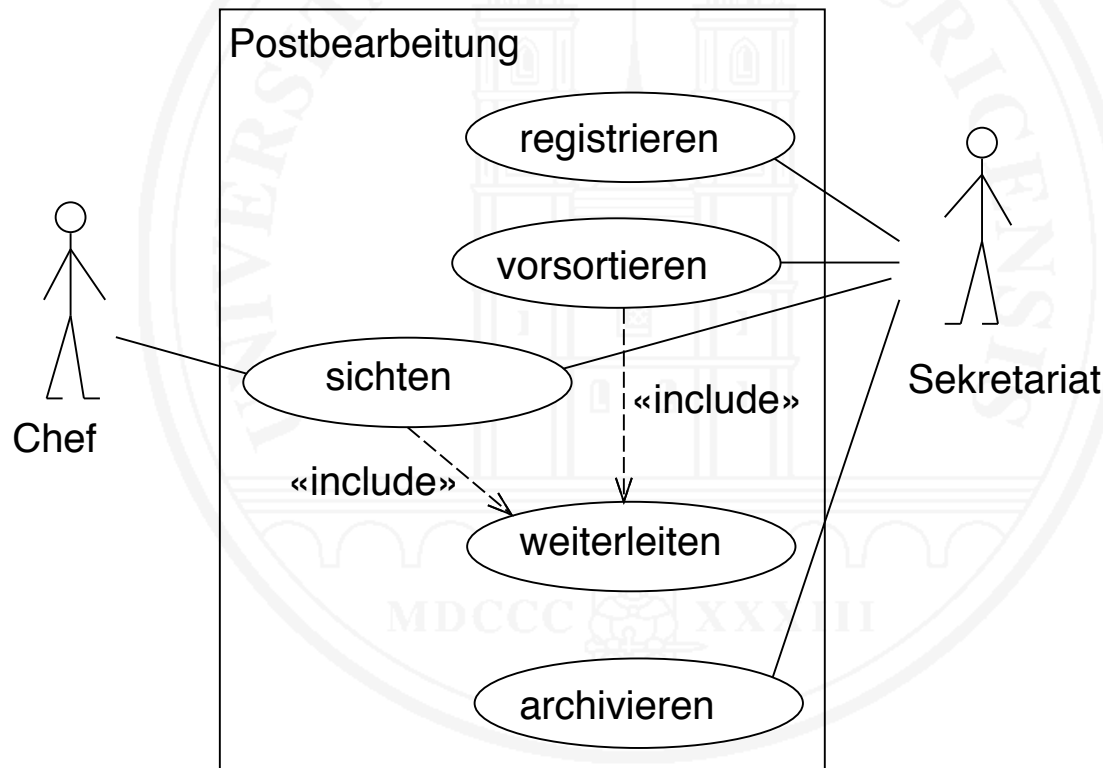 Postbearbeitung
registrieren
vorsortieren
sichten
Sekretariat
«include»
Chef
«include»
weiterleiten
MDCCC XXXIII
archivieren